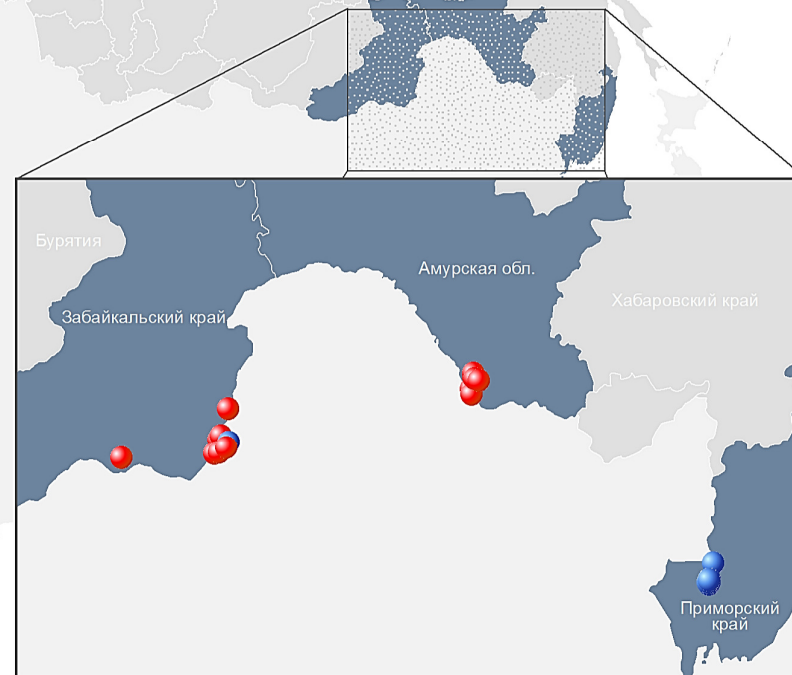 Бурятия
Амурская обл.
Хабаровский край
Забайкальский край
Приморский
край